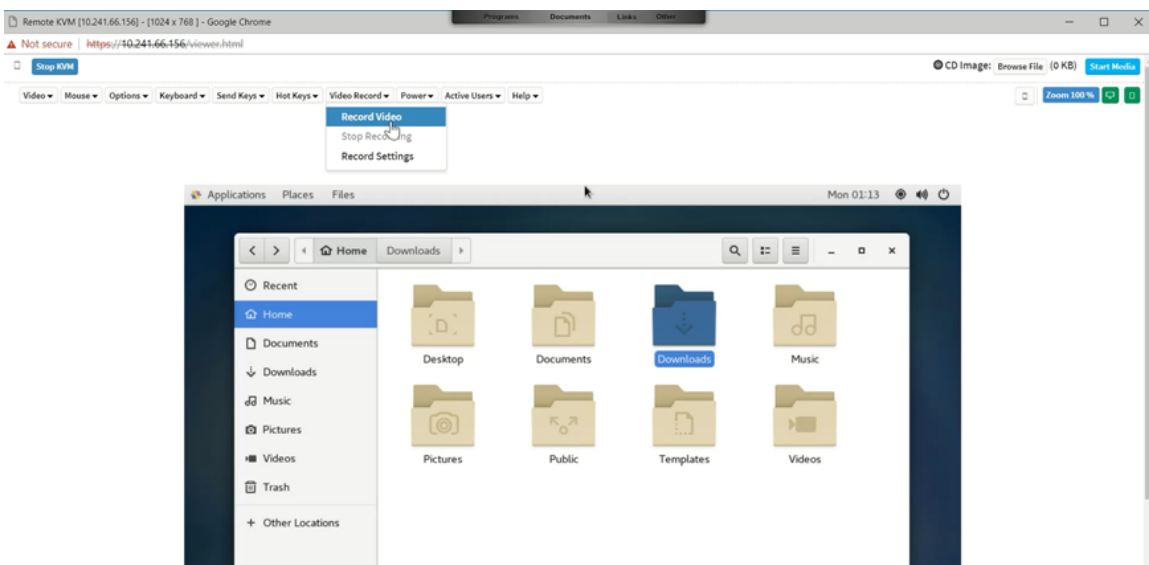 Remote KVM [10.241.66.156] - [1024 x 768 ] - Google Chrome
Programs Documents Links Other
Not secure | https://10.241.66.156/viewer.html
Stop KVM
CD Image: Browse File (0 KB) Start Media
Video Mouse Options Keyboard Send Keys Hot Keys Video Record Power Active Users Help
Zoom 100 %
Record Video
Stop Recording
Record Settings
Applications Places Files Mon 01:13
Home Downloads
Recent
Home
Documents
Downloads
Music
Pictures
Videos
Trash
+ Other Locations
Desktop Documents Downloads Music
Pictures Public Templates Videos